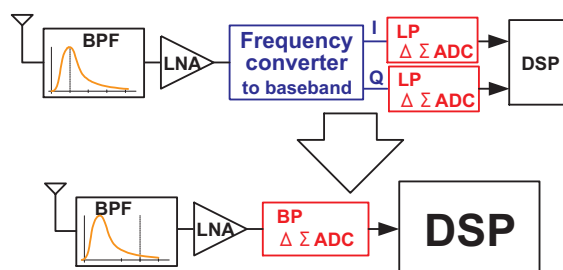 BPF
LNA
Frequency
converter
to baseband
I
Q
LP
Δ Σ ADC
LP
Δ Σ ADC
DSP
BPF
LNA
BP
Δ Σ ADC
DSP